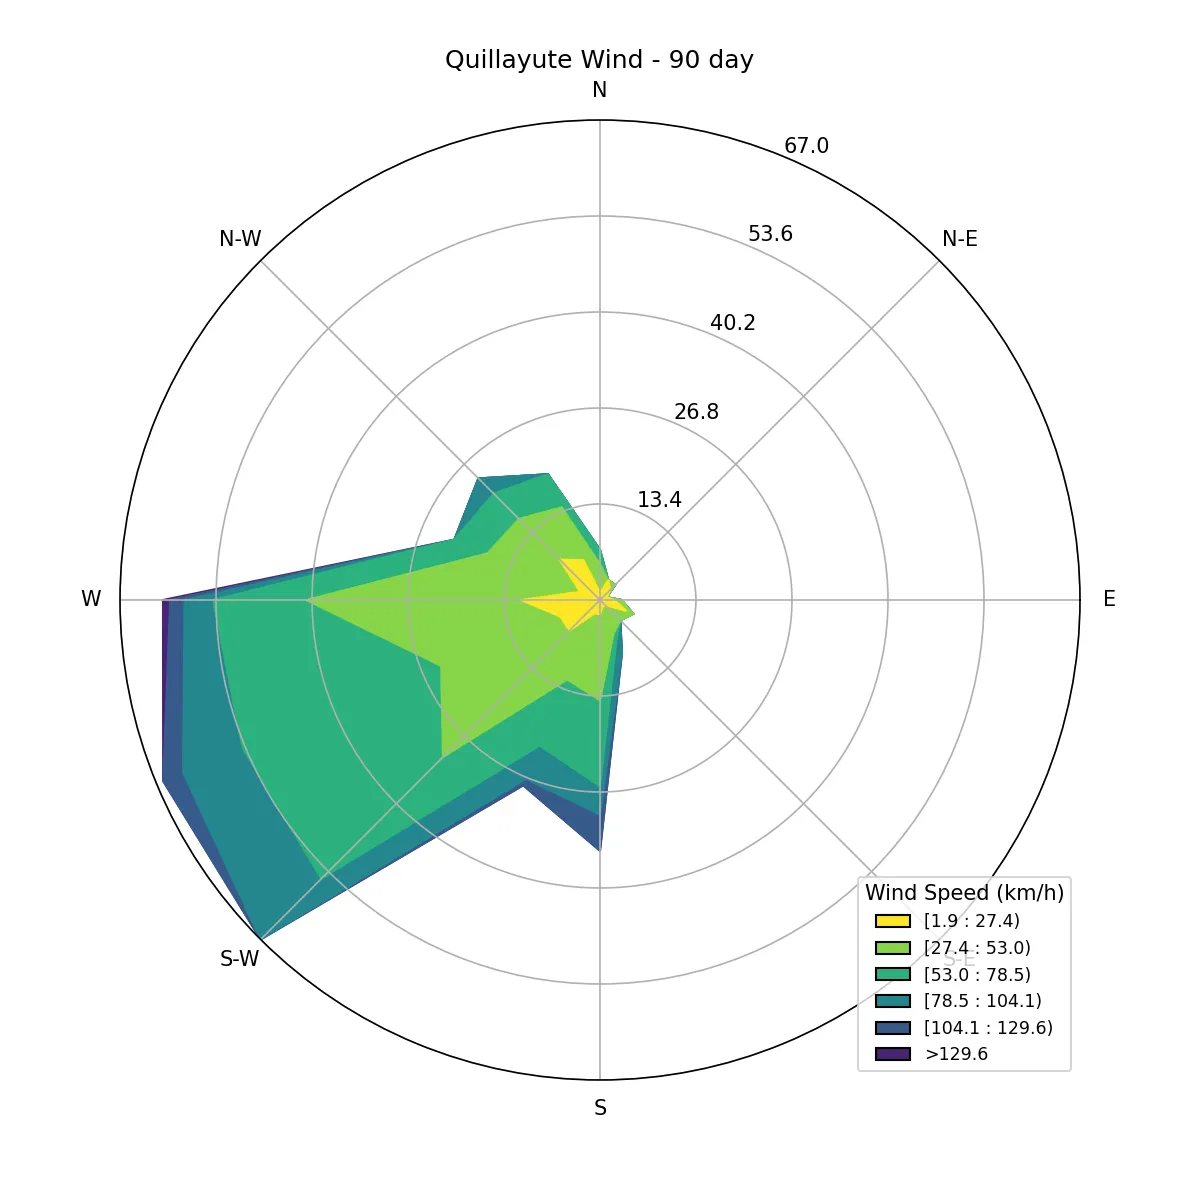 Quillayute Wind - 90 day
N
67.0
53.6
N-W
N-E
40.2
26.8
13.4
W
E
Wind Speed (km/h)
[1.9 : 27.4)
[27.4 : 53.0)
S-W
S-E
[53.0 : 78.5)
[78.5 : 104.1)
[104.1 : 129.6)
>129.6
S